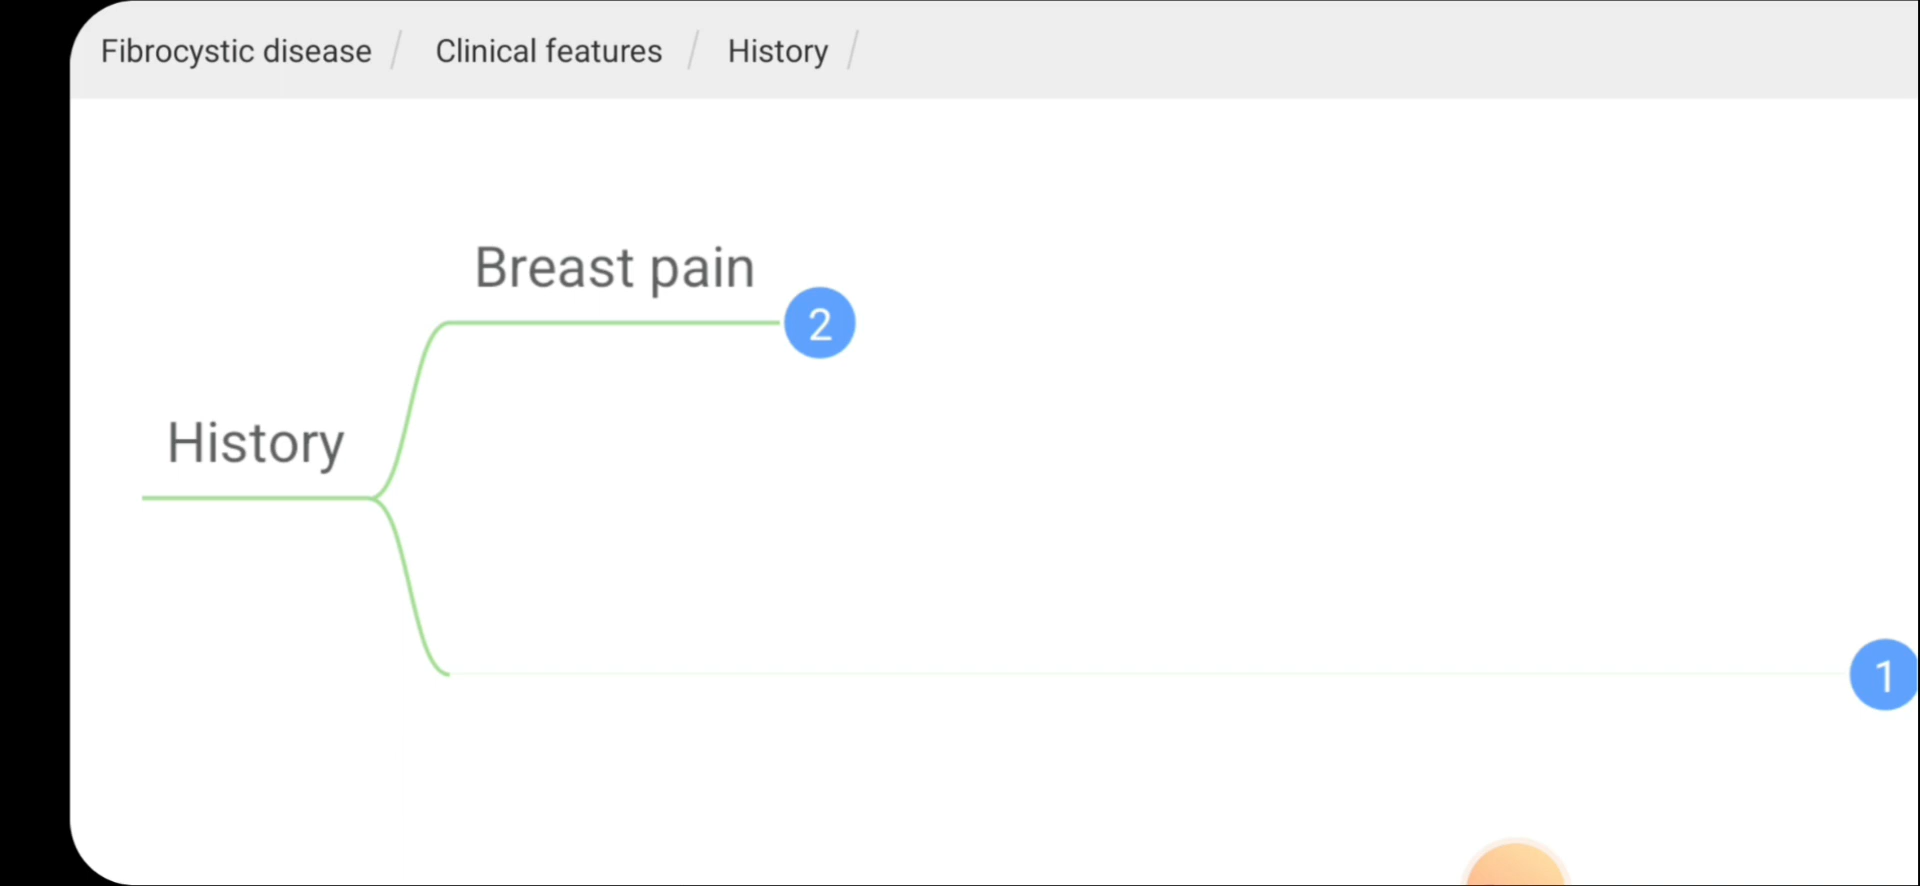 Fibrocystic disease / Clinical features / History /
Breast pain
2
History
1